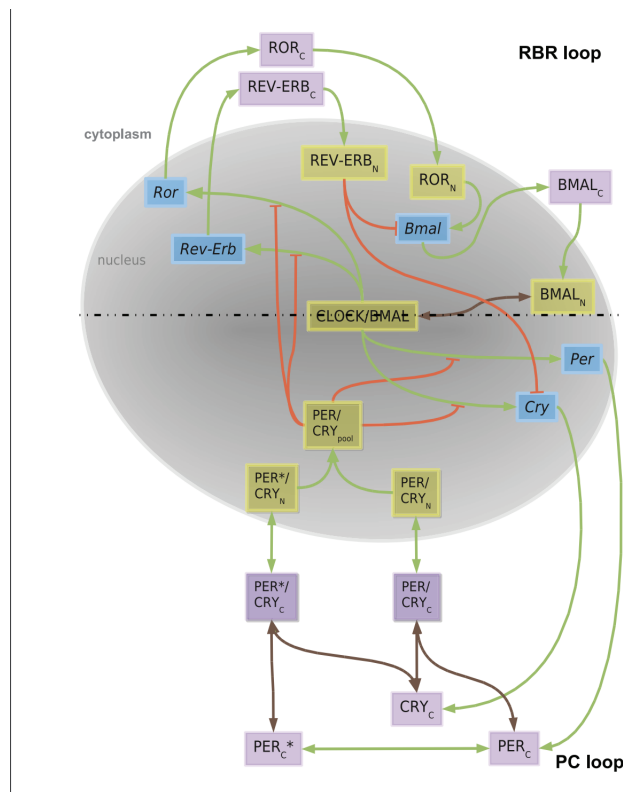 ROR_C
RBR loop
REV-ERB_C
cytoplasm
REV-ERB_N
ROR_N
BMAL_C
Ror
Bmal
Rev-Erb
nucleus
BMAL_N
CLOCK/BMAL
Per
Cry
PER/
CRY_pool
PER*/
CRY_N
PER/
CRY_N
PER*/
CRY_C
PER/
CRY_C
CRY_C
PER_C*
PER_C
PC loop